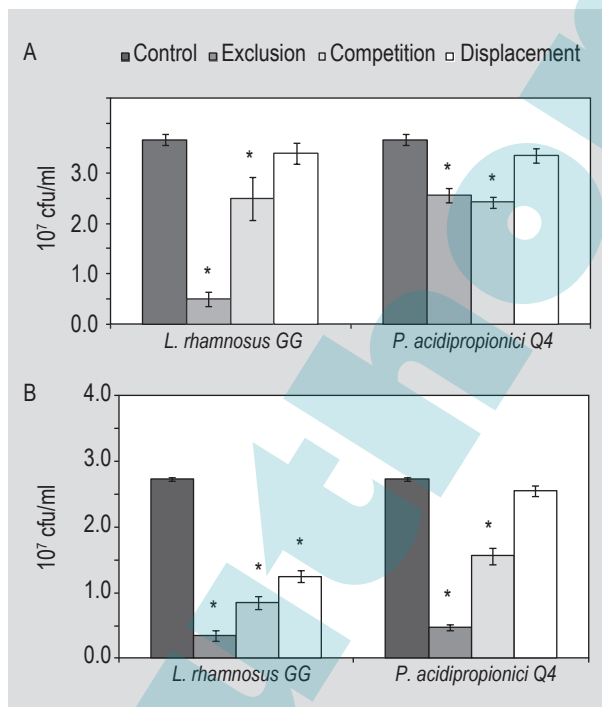 A
Control Exclusion Competition Displacement
3.0
2.0
1.0
0.0
10⁷ cfu/ml
* * * *
L. rhamnosus GG P. acidipropionici Q4
B
4.0
3.0
2.0
1.0
0.0
10⁷ cfu/ml
* * * * *
L. rhamnosus GG P. acidipropionici Q4